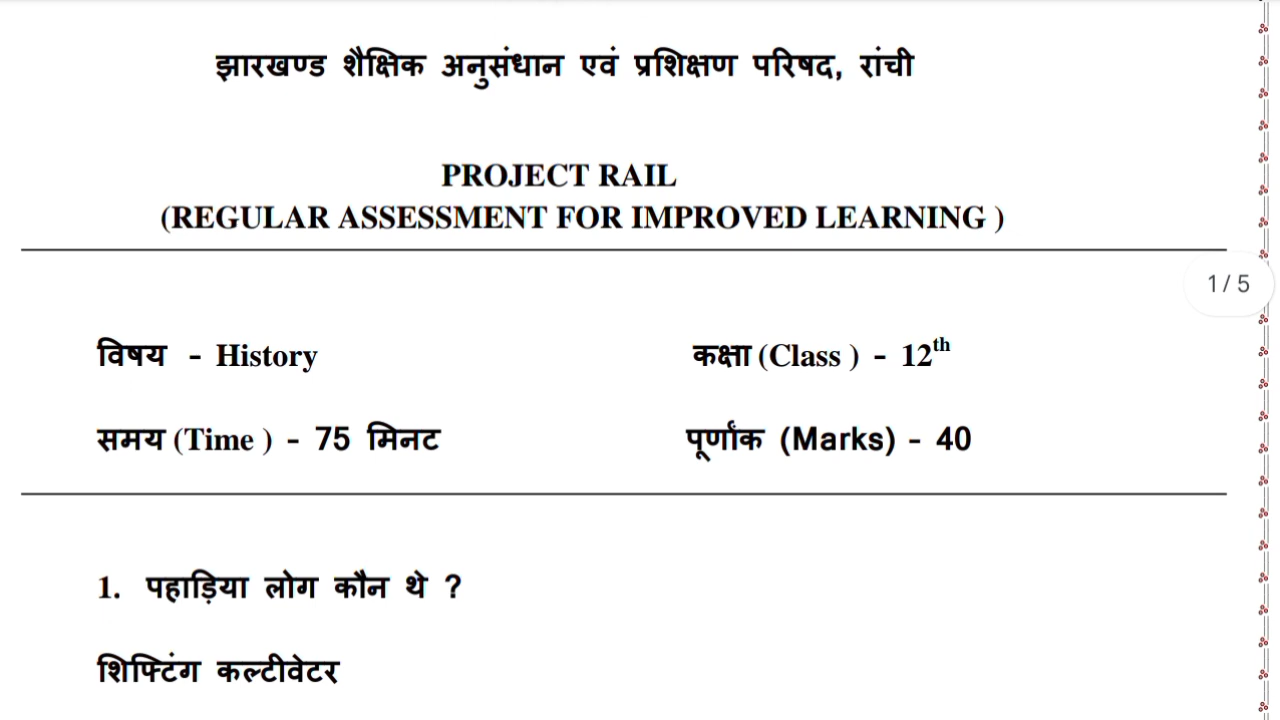 झारखण्ड शैक्षिक अनुसंधान एवं प्रशिक्षण परिषद, रांची
PROJECT RAIL
(REGULAR ASSESSMENT FOR IMPROVED LEARNING )
1 / 5
विषय - History कक्षा (Class ) - 12th
समय (Time ) - 75 मिनट पूर्णांक (Marks) - 40
1. पहाड़िया लोग कौन थे ?
शिफ्टिंग कल्टीवेटर